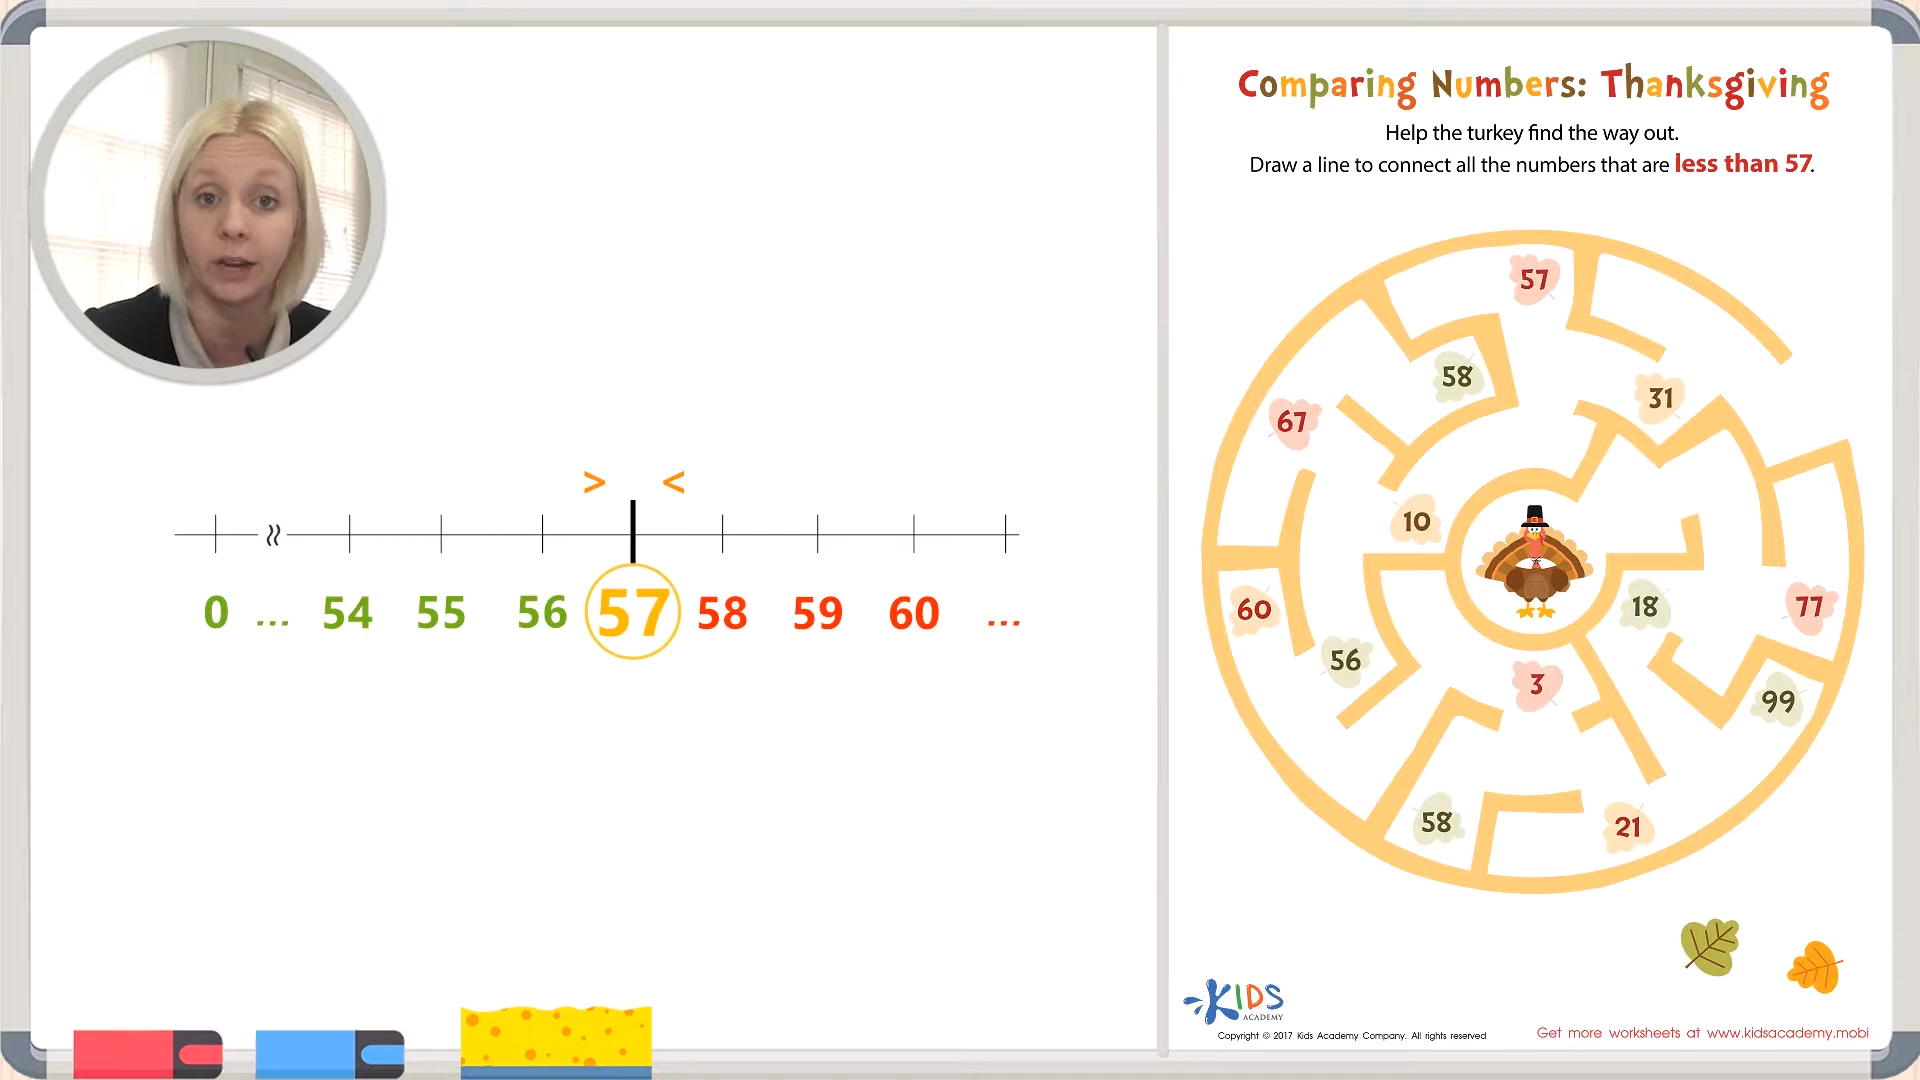 > <
0 ... 54 55 56 57 58 59 60 ...
Comparing Numbers: Thanksgiving
Help the turkey find the way out.
Draw a line to connect all the numbers that are less than 57.
57
58
31
67
10
60
18
77
56
3
99
58
21
KIDS
ACADEMY
Copyright © 2017 Kids Academy Company. All rights reserved
Get more worksheets at www.kidsacademy.mobi